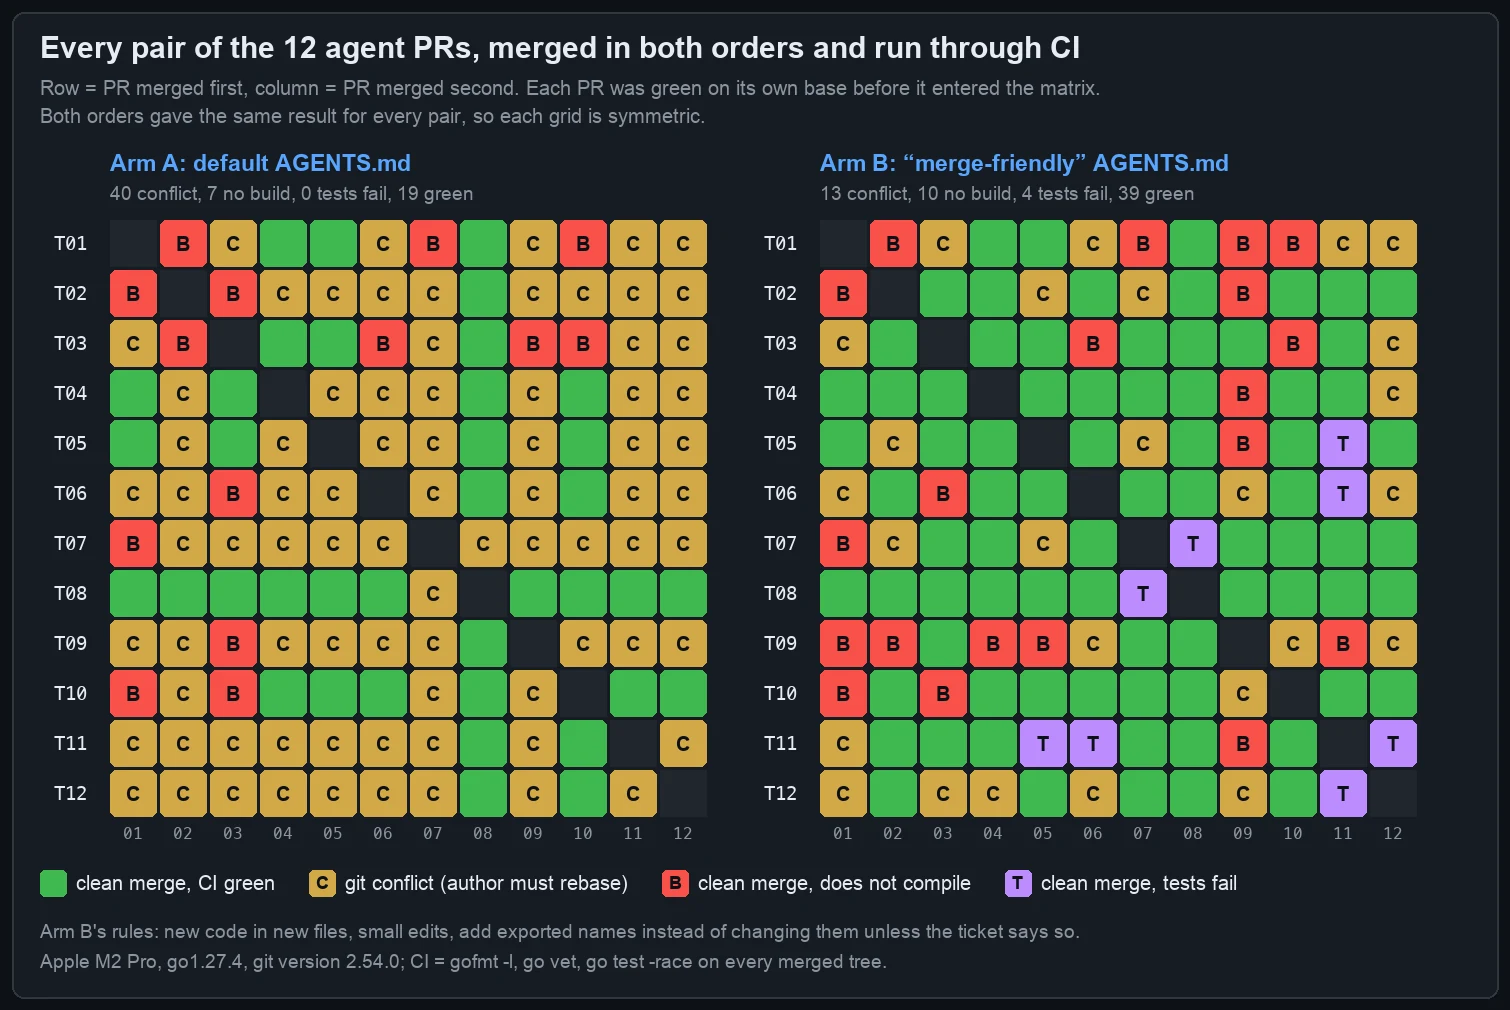 Every pair of the 12 agent PRs, merged in both orders and run through CI
Row = PR merged first, column = PR merged second. Each PR was green on its own base before it entered the matrix.
Both orders gave the same result for every pair, so each grid is symmetric.
Arm A: default AGENTS.md
40 conflict, 7 no build, 0 tests fail, 19 green
T01 B C C B C B C C
T02 B B C C C C C C C C
T03 C B B C B B C C
T04 C C C C C C C
T05 C C C C C C C
T06 C C B C C C C C C
T07 B C C C C C C C C C C
T08 C
T09 C C B C C C C C C C
T10 B C B C C
T11 C C C C C C C C C
T12 C C C C C C C C C
01 02 03 04 05 06 07 08 09 10 11 12
Arm B: “merge-friendly” AGENTS.md
13 conflict, 10 no build, 4 tests fail, 39 green
T01 B C C B B B C C
T02 B C C B
T03 C B B C
T04 B C
T05 C C B T
T06 C B C T C
T07 B C C T
T08 T
T09 B B B B C C B C
T10 B B C
T11 C T T B T
T12 C C C C C T
01 02 03 04 05 06 07 08 09 10 11 12
clean merge, CI green C git conflict (author must rebase) B clean merge, does not compile T clean merge, tests fail
Arm B's rules: new code in new files, small edits, add exported names instead of changing them unless the ticket says so.
Apple M2 Pro, go1.27.4, git version 2.54.0; CI = gofmt -l, go vet, go test -race on every merged tree.